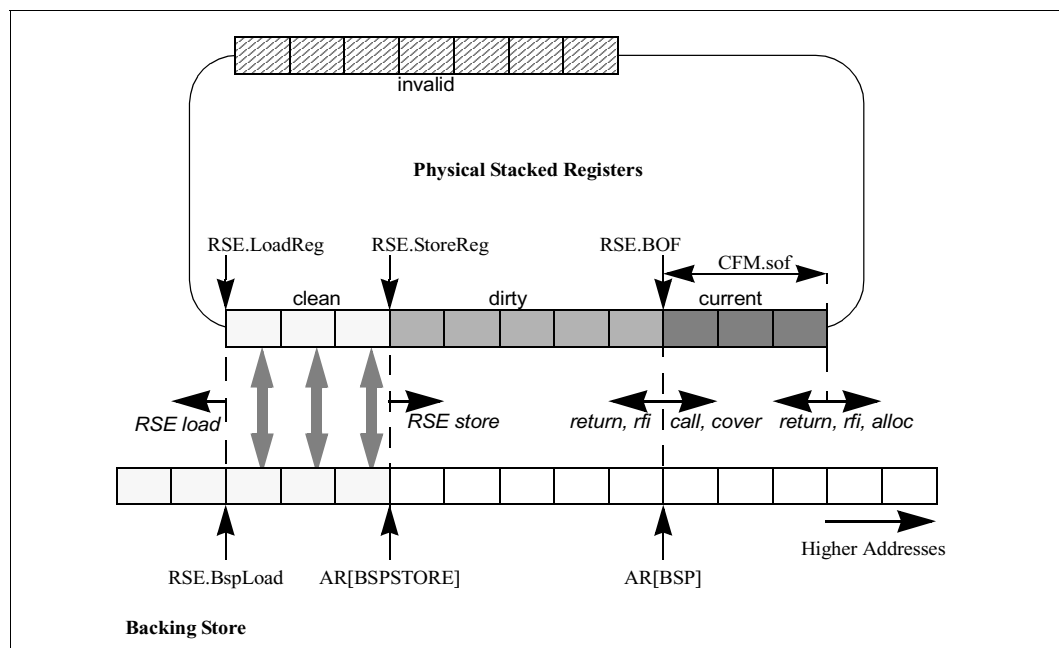 invalid
Physical Stacked Registers
RSE.LoadReg RSE.StoreReg RSE.BOF
CFM.sof
clean dirty current
RSE load RSE store return, rfi call, cover return, rfi, alloc
Higher Addresses
RSE.BspLoad AR[BSPSTORE] AR[BSP]
Backing Store